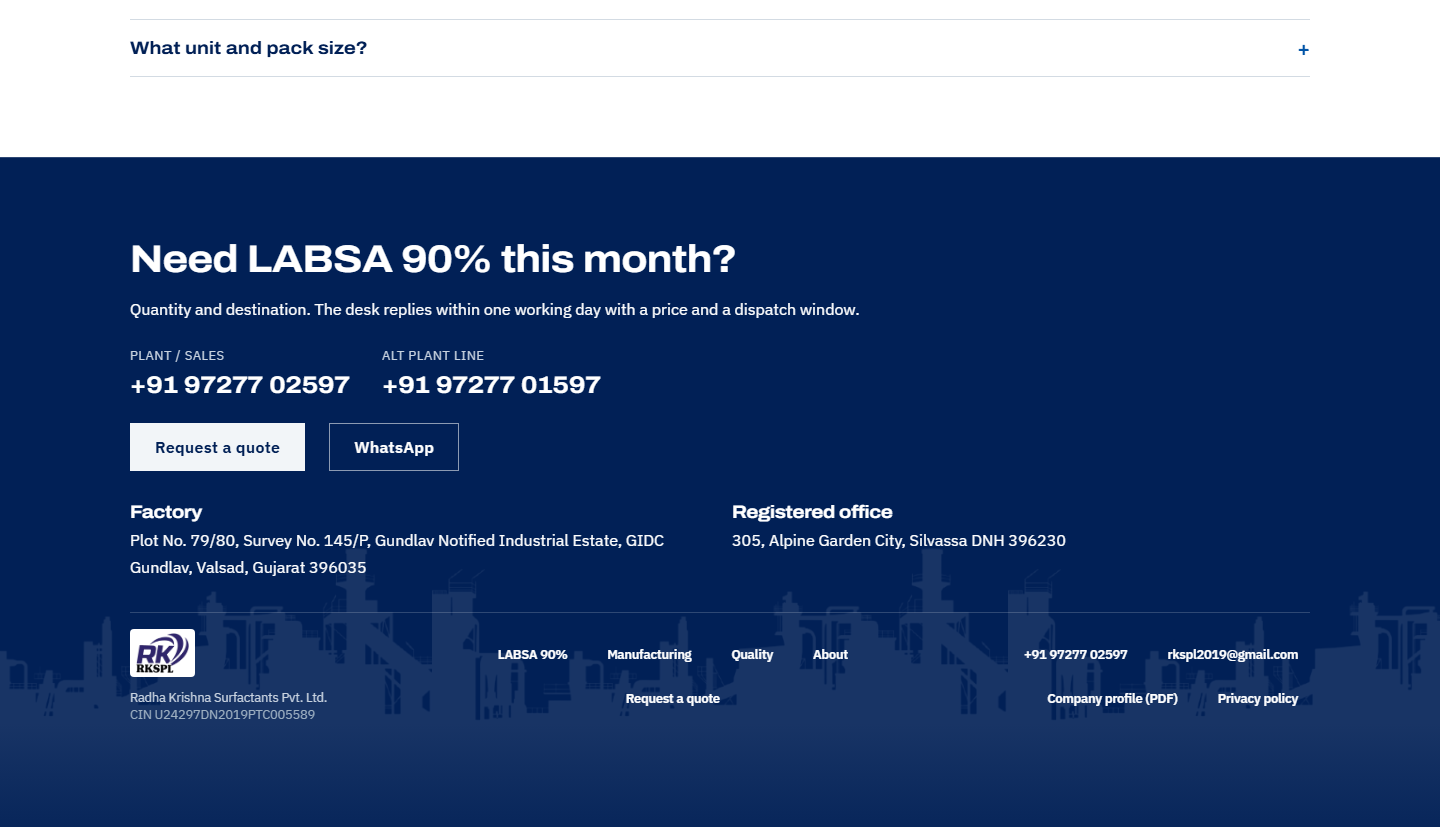 What unit and pack size?
+
Need LABSA 90% this month?
Quantity and destination. The desk replies within one working day with a price and a dispatch window.
PLANT / SALES
ALT PLANT LINE
+91 97277 02597
+91 97277 01597
Request a quote
WhatsApp
Factory
Registered office
Plot No. 79/80, Survey No. 145/P, Gundlav Notified Industrial Estate, GIDC
305, Alpine Garden City, Silvassa DNH 396230
Gundlav, Valsad, Gujarat 396035
RK
RKSPL
LABSA 90%
Manufacturing
Quality
About
+91 97277 02597
rkspl2019@gmail.com
Radha Krishna Surfactants Pvt. Ltd.
Request a quote
Company profile (PDF)
Privacy policy
CIN U24297DN2019PTC005589